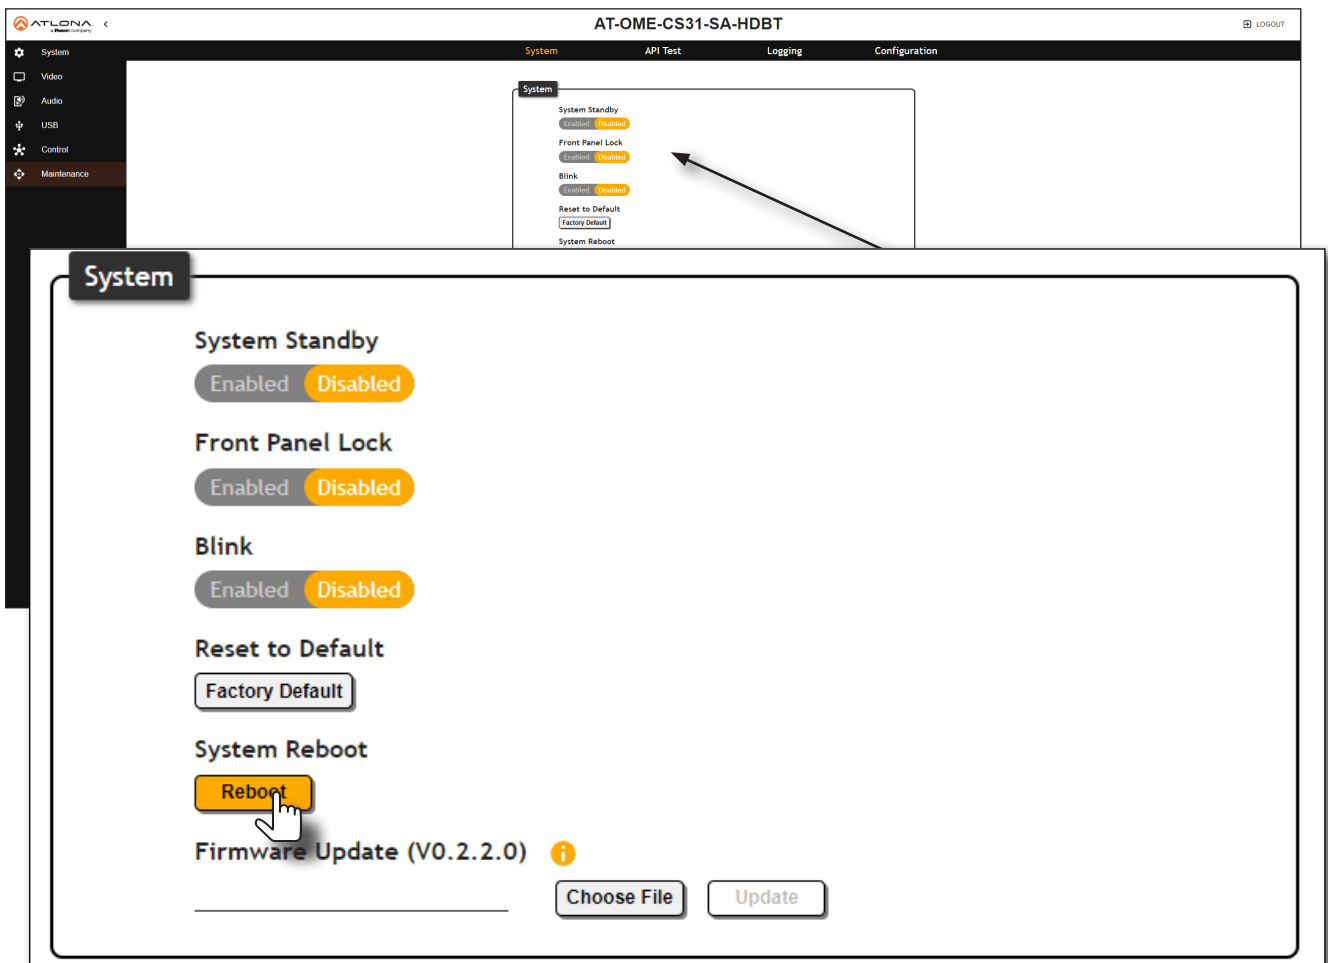 ATLONA
a Panduit company
AT-OME-CS31-SA-HDBT
LOGOUT
System
Video
Audio
USB
Control
Maintenance
System API Test Logging Configuration
System
System Standby
Enabled Disabled
Front Panel Lock
Enabled Disabled
Blink
Enabled Disabled
Reset to Default
Factory Default
System Reboot
System
System Standby
Enabled Disabled
Front Panel Lock
Enabled Disabled
Blink
Enabled Disabled
Reset to Default
Factory Default
System Reboot
Reboot
Firmware Update (V0.2.2.0)
Choose File Update